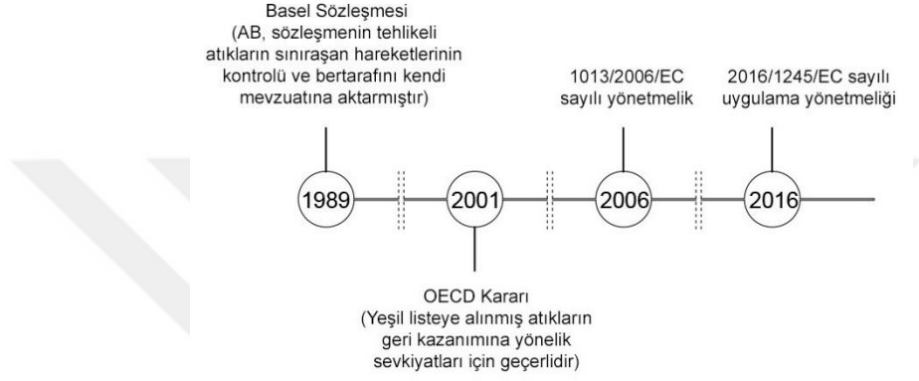 Basel Sözleşmesi
(AB, sözleşmenin tehlikeli
atıkların sınıraşan hareketlerinin
kontrolü ve bertarafını kendi
mevzuatına aktarmıştır)
1013/2006/EC
sayılı yönetmelik
2016/1245/EC sayılı
uygulama yönetmeliği
1989
2001
2006
2016
OECD Kararı
(Yeşil listeye alınmış atıkların
geri kazanımına yönelik
sevkiyatları için geçerlidir)